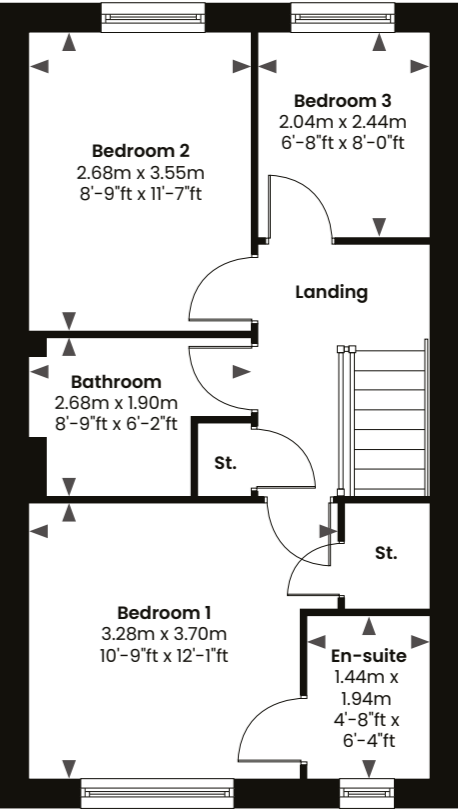 Bedroom 2
2.68m x 3.55m
8'-9"ft x 11'-7"ft
Bedroom 3
2.04m x 2.44m
6'-8"ft x 8'-0"ft
Landing
Bathroom
2.68m x 1.90m
8'-9"ft x 6'-2"ft
St.
St.
Bedroom 1
3.28m x 3.70m
10'-9"ft x 12'-1"ft
En-suite
1.44m x
1.94m
4'-8"ft x
6'-4"ft